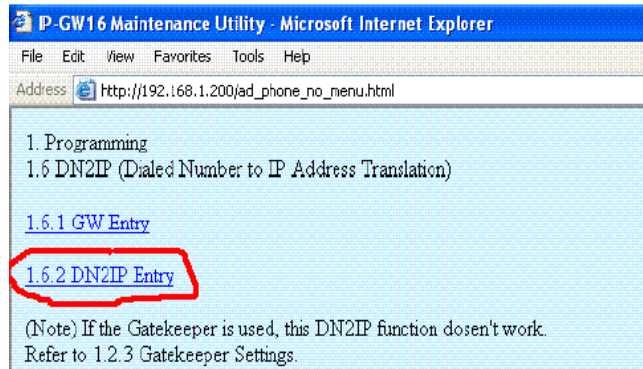 IP-GW16 Maintenance Utility - Microsoft Internet Explorer
File Edit View Favorites Tools Help
Address http://192.168.1.200/ad_phone_no_menu.html
1. Programming
1.6 DN2IP (Dialed Number to IP Address Translation)
1.6.1 GW Entry
1.6.2 DN2IP Entry
(Note) If the Gatekeeper is used, this DN2IP function dosen't work.
Refer to 1.2.3 Gatekeeper Settings.